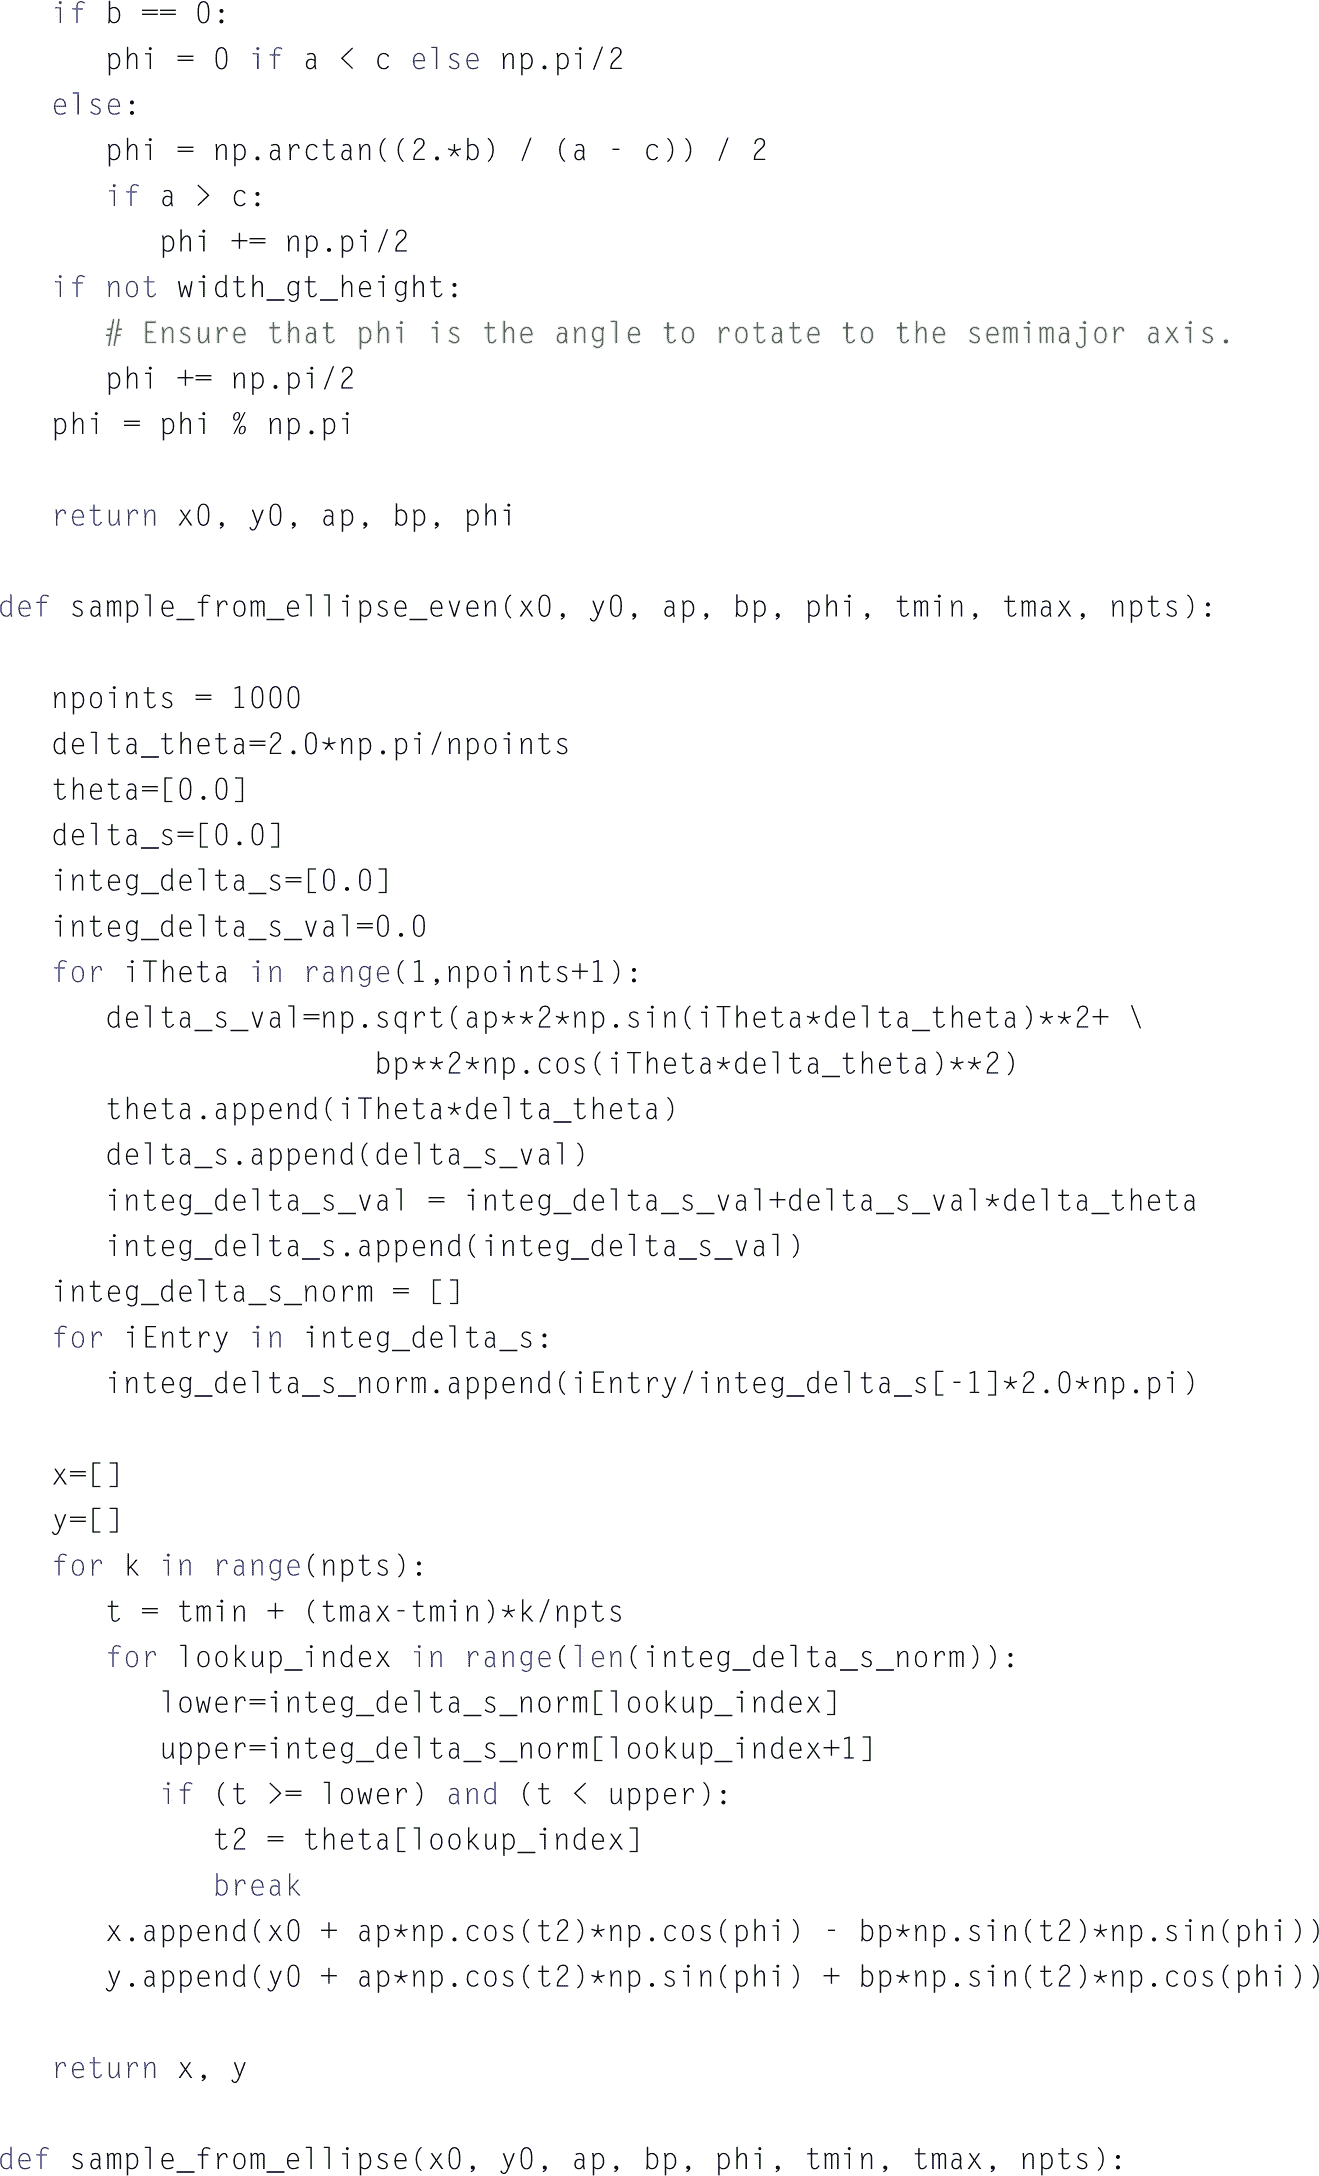 if b == 0:
phi = 0 if a < c else np.pi/2
else:
phi = np.arctan((2.*b) / (a - c)) / 2
if a > c:
phi += np.pi/2
if not width_gt_height:
# Ensure that phi is the angle to rotate to the semimajor axis.
phi += np.pi/2
phi = phi % np.pi
return x0, y0, ap, bp, phi
def sample_from_ellipse_even(x0, y0, ap, bp, phi, tmin, tmax, npts):
npoints = 1000
delta_theta=2.0*np.pi/npoints
theta=[0.0]
delta_s=[0.0]
integ_delta_s=[0.0]
integ_delta_s_val=0.0
for iTheta in range(1,npoints+1):
delta_s_val=np.sqrt(ap**2*np.sin(iTheta*delta_theta)**2+ \
bp**2*np.cos(iTheta*delta_theta)**2)
theta.append(iTheta*delta_theta)
delta_s.append(delta_s_val)
integ_delta_s_val = integ_delta_s_val+delta_s_val*delta_theta
integ_delta_s.append(integ_delta_s_val)
integ_delta_s_norm = []
for iEntry in integ_delta_s:
integ_delta_s_norm.append(iEntry/integ_delta_s[-1]*2.0*np.pi)
x=[]
y=[]
for k in range(npts):
t = tmin + (tmax-tmin)*k/npts
for lookup_index in range(len(integ_delta_s_norm)):
lower=integ_delta_s_norm[lookup_index]
upper=integ_delta_s_norm[lookup_index+1]
if (t >= lower) and (t < upper):
t2 = theta[lookup_index]
break
x.append(x0 + ap*np.cos(t2)*np.cos(phi) - bp*np.sin(t2)*np.sin(phi))
y.append(y0 + ap*np.cos(t2)*np.sin(phi) + bp*np.sin(t2)*np.cos(phi))
return x, y
def sample_from_ellipse(x0, y0, ap, bp, phi, tmin, tmax, npts):